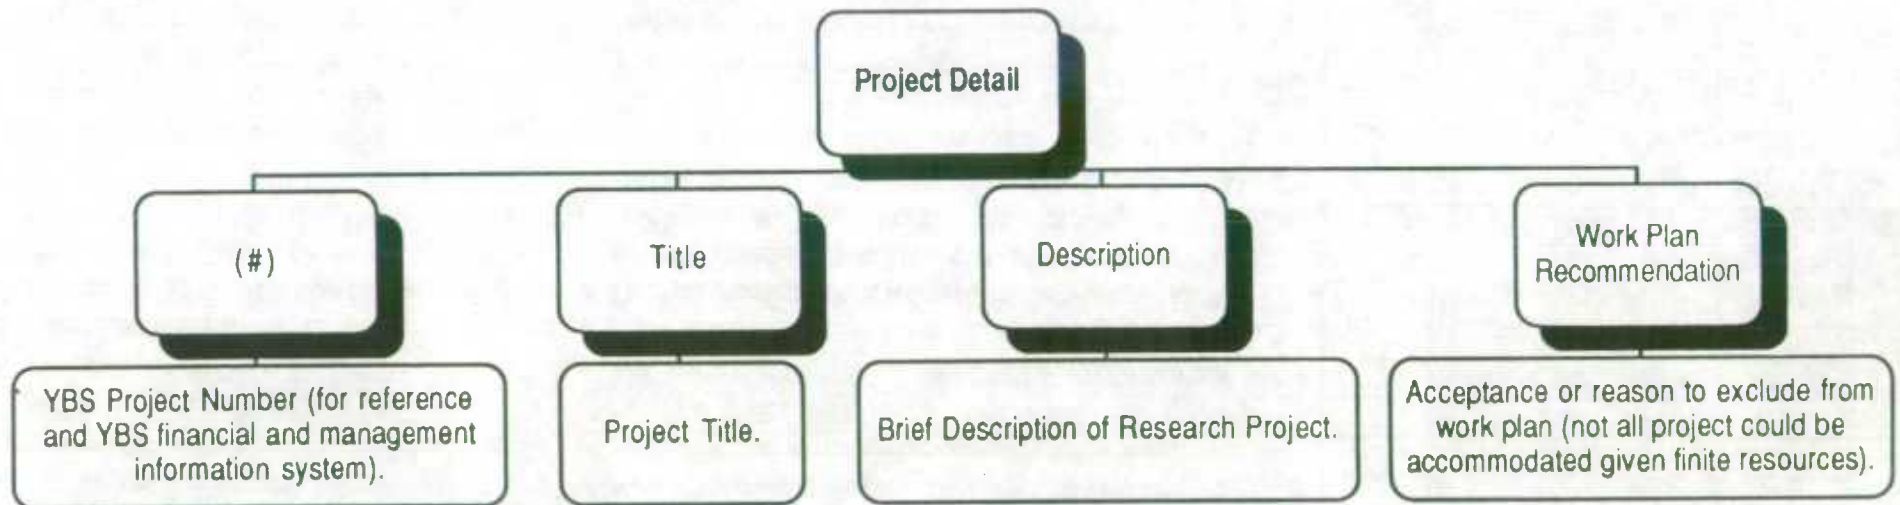 Project Detail
(#)
Title
Description
Work Plan
Recommendation
YBS Project Number (for reference
and YBS financial and management
information system).
Project Title.
Brief Description of Research Project.
Acceptance or reason to exclude from
work plan (not all project could be
accommodated given finite resources).